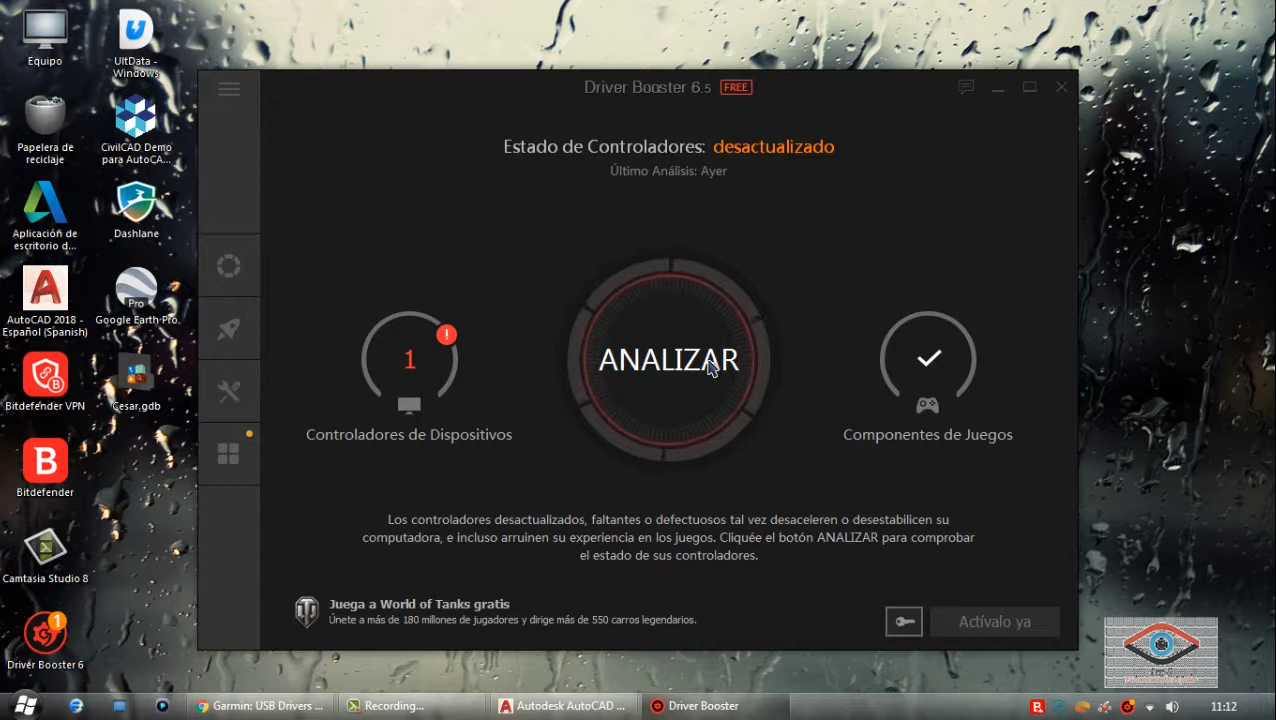 Equipo
UltData -
Windows
Papelera de
reciclaje
CivilCAD Demo
para AutoCA...
Aplicación de
escritorio d...
Dashlane
AutoCAD 2018 -
Español (Spanish)
Pro
Google Earth Pro
Bitdefender VPN
Cesar.gdb
B
Bitdefender
Camtasia Studio 8
1
Driver Booster 6
Driver Booster 6.5 FREE
Estado de Controladores: desactualizado
Último Análisis: Ayer
1
!
Controladores de Dispositivos
ANALIZAR
Componentes de Juegos
Los controladores desactualizados, faltantes o defectuosos tal vez desaceleren o desestabilicen su
computadora, e incluso arruinen su experiencia en los juegos. Cliquée el botón ANALIZAR para comprobar
el estado de sus controladores.
Juega a World of Tanks gratis
Únete a más de 180 millones de jugadores y dirige más de 550 carros legendarios.
Actívalo ya
Garmin: USB Drivers ...
Recording...
Autodesk AutoCAD ...
Driver Booster
B
11:12